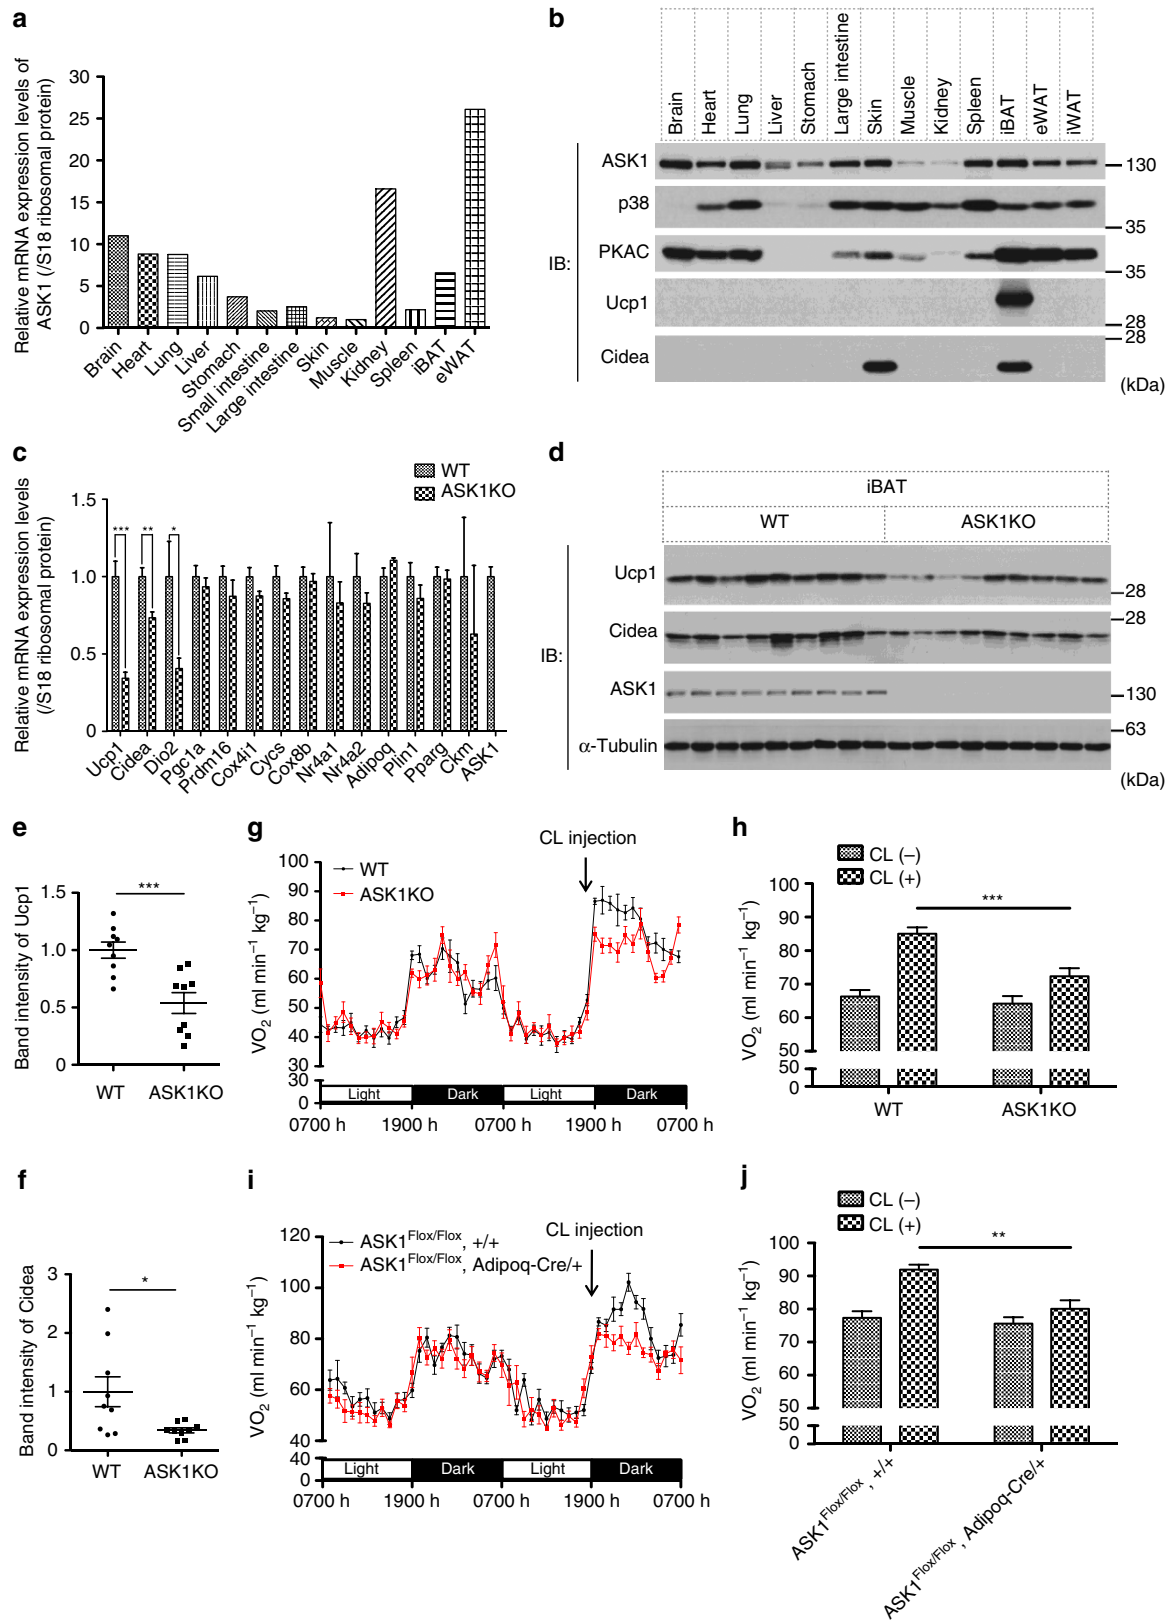 a
Relative mRNA expression levels of
ASK1 (/S18 ribosomal protein)
30
25
20
15
10
5
0
Brain
Heart
Lung
Liver
Stomach
Small intestine
Large intestine
Skin
Muscle
Kidney
Spleen
iBAT
eWAT
b
Brain
Heart
Lung
Liver
Stomach
Large intestine
Skin
Muscle
Kidney
Spleen
iBAT
eWAT
iWAT
IB:
ASK1
130
p38
35
PKAC
35
Ucp1
28
28
Cidea
(kDa)
c
WT
ASK1KO
Relative mRNA expression levels
(/S18 ribosomal protein)
1.5
1.0
0.5
0
*** ** *
Ucp1
Cidea
Dio2
Pgc1a
Prdm16
Cox4i1
Cycs
Cox8b
Nr4a1
Nr4a2
Adipoq
Plin1
Pparg
Ckm
ASK1
d
iBAT
WT ASK1KO
IB:
Ucp1
28
28
Cidea
ASK1
130
63
α-Tubulin
(kDa)
e
Band intensity of Ucp1
1.5
1.0
0.5
0
***
WT ASK1KO
g
CL injection
WT
ASK1KO
VO2 (ml min−1 kg−1)
100
90
80
70
60
50
40
30
30
0
Light Dark Light Dark
0700 h 1900 h 0700 h 1900 h 0700 h
h
CL (–)
CL (+)
VO2 (ml min−1 kg−1)
100
90
80
70
60
50
50
0
***
WT ASK1KO
f
Band intensity of Cidea
3
2
1
0
*
WT ASK1KO
i
CL injection
ASK1Flox/Flox, +/+
ASK1Flox/Flox, Adipoq-Cre/+
VO2 (ml min−1 kg−1)
120
100
80
60
40
40
0
Light Dark Light Dark
0700 h 1900 h 0700 h 1900 h 0700 h
j
CL (–)
CL (+)
VO2 (ml min−1 kg−1)
100
90
80
70
60
50
50
0
**
ASK1Flox/Flox, +/+
ASK1Flox/Flox, Adipoq-Cre/+